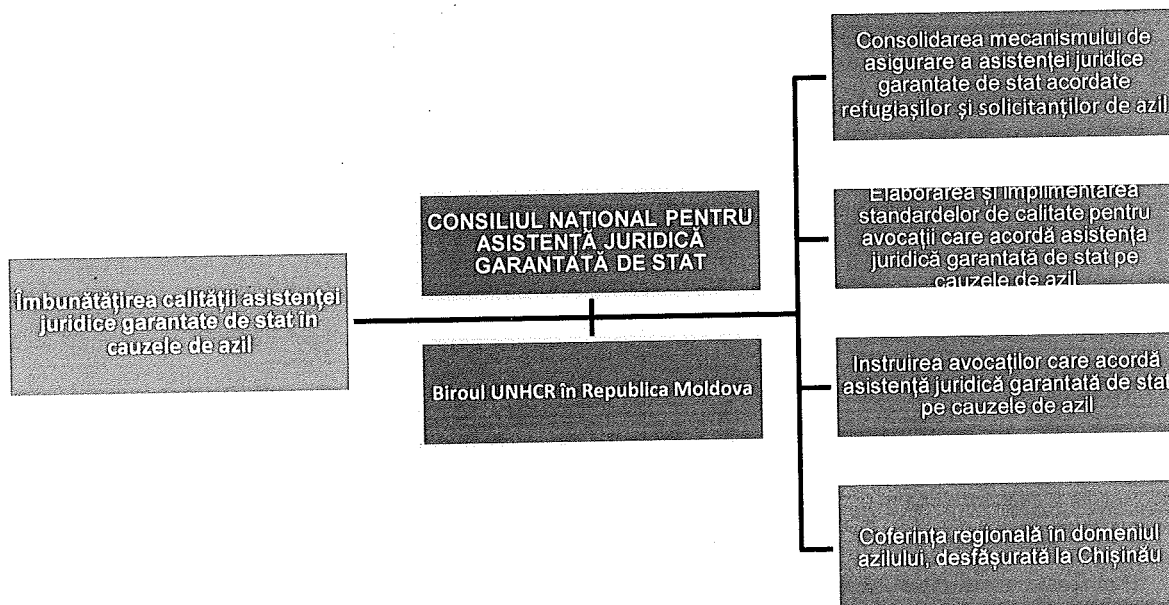 Îmbunătățirea calității asistenței
juridice garantate de stat în
cauzele de azil
CONSILIUL NAȚIONAL PENTRU
ASISTENȚĂ JURIDICĂ
GARANTATĂ DE STAT
Biroul UNHCR în Republica Moldova
Consolidarea mecanismului de
asigurare a asistenței juridice
garantate de stat acordate
refugiașilor și solicitanților de azil
Elaborarea și implimentarea
standardelor de calitate pentru
avocații care acordă asistența
juridică garantată de stat pe
cauzele de azil
Instruirea avocaților care acordă
asistență juridică garantată de stat
pe cauzele de azil
Coferința regională în domeniul
azilului, desfășurată la Chișinău